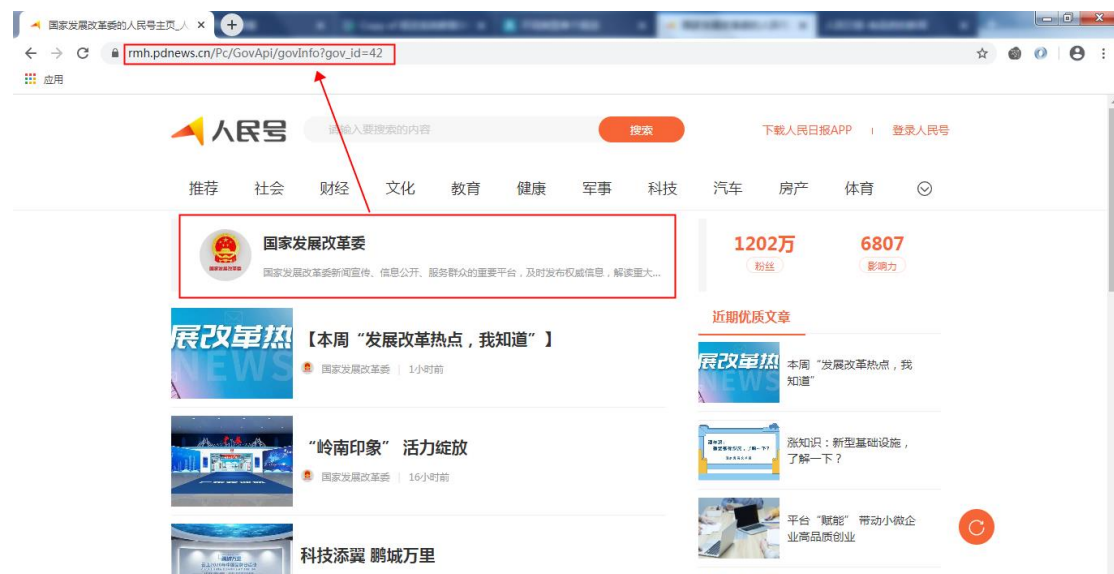 国家发展改革委的人民号主页_人
rmh.pdnews.cn/Pc/GovApi/govInfo?gov_id=42
应用
人民号
请输入要搜索的内容
搜索
下载人民日报APP
登录人民号
推荐 社会 财经 文化 教育 健康 军事 科技 汽车 房产 体育
国家发展改革委
国家发展改革委新闻宣传、信息公开、服务群众的重要平台，及时发布权威信息，解读重大...
1202万 6807
粉丝 影响力
近期优质文章
展改革热
NEWS
【本周“发展改革热点，我知道”】
国家发展改革委 | 1小时前
展改革热
NEWS
本周“发展改革热点，我
知道”
“岭南印象” 活力绽放
国家发展改革委 | 16小时前
涨知识：新型基础设施，
了解一下？
平台“赋能” 带动小微企
业高品质创业
科技添翼 鹏城万里